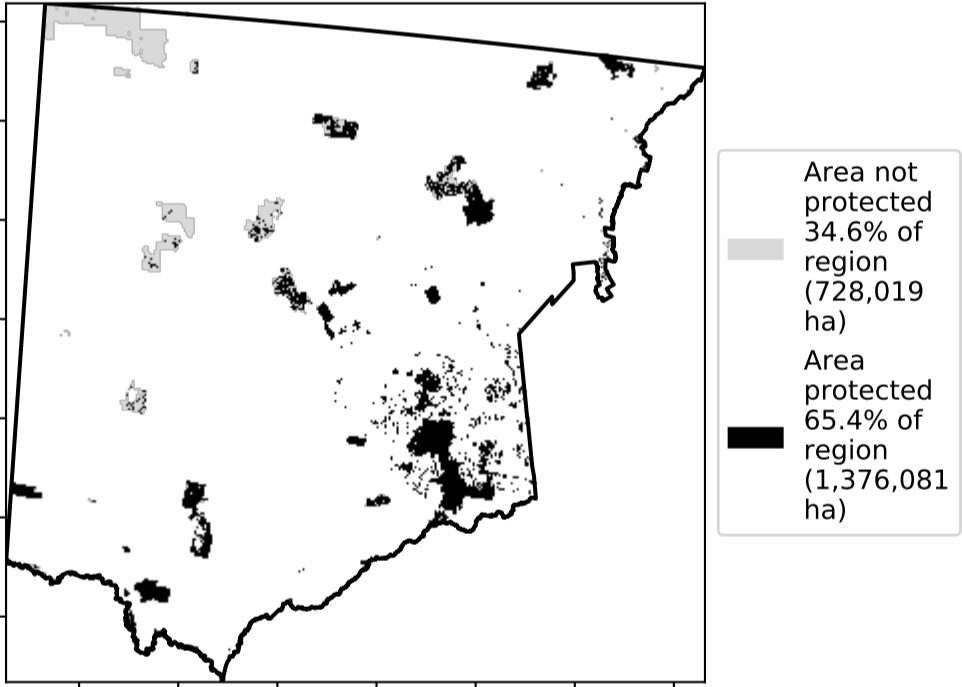 Area not
protected
34.6% of
region
(728,019
ha)
Area
protected
65.4% of
region
(1,376,081
ha)